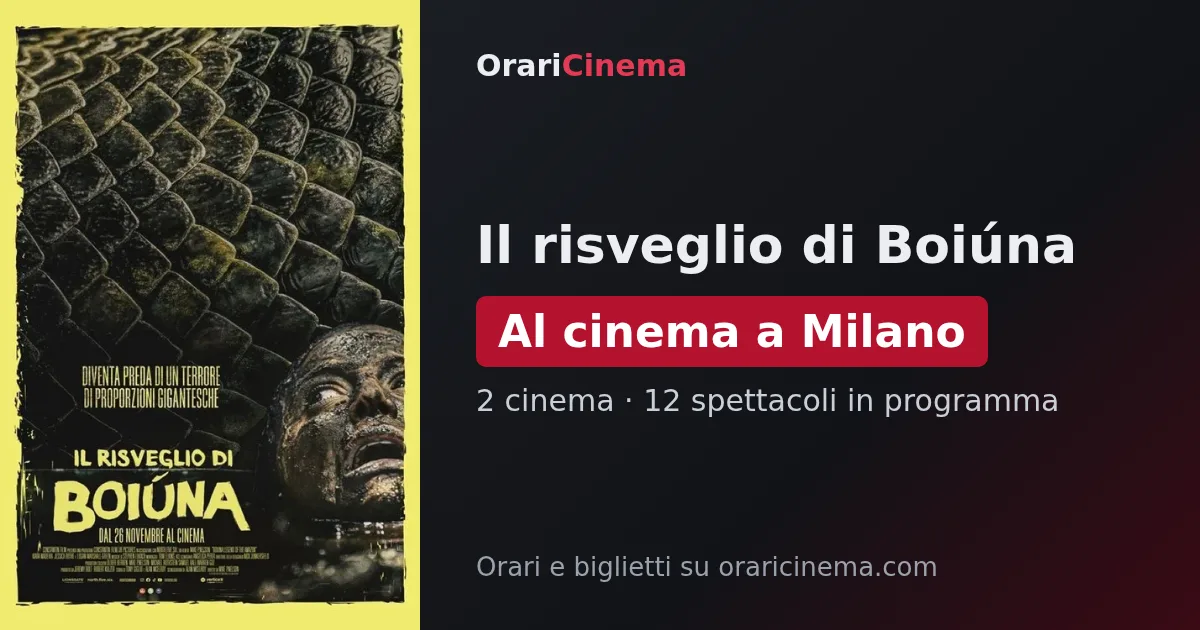 DIVENTA PREDA DI UN TERRORE
DI PROPORZIONI GIGANTESCHE
IL RISVEGLIO DI
BOIÚNA
DAL 26 NOVEMBRE AL CINEMA
OrariCinema
Il risveglio di Boiúna
Al cinema a Milano
2 cinema · 12 spettacoli in programma
Orari e biglietti su oraricinema.com